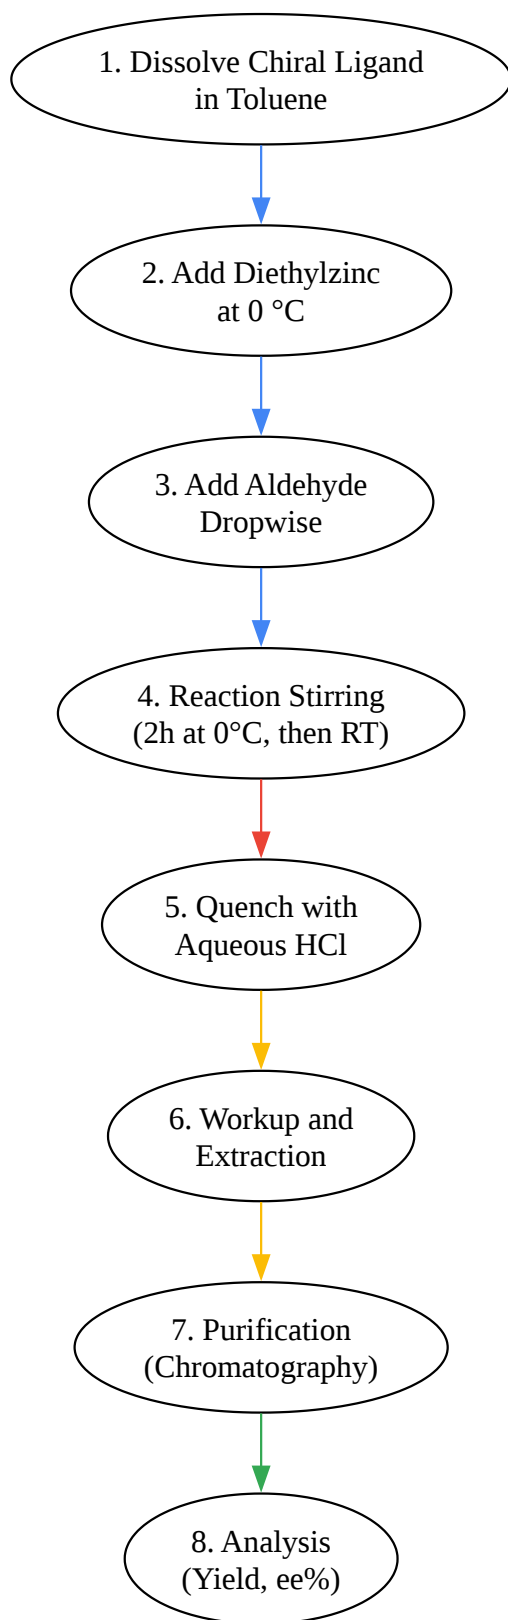 1. Dissolve Chiral Ligand
in Toluene
2. Add Diethylzinc
at 0 °C
3. Add Aldehyde
Dropwise
4. Reaction Stirring
(2h at 0°C, then RT)
5. Quench with
Aqueous HCl
6. Workup and
Extraction
7. Purification
(Chromatography)
8. Analysis
(Yield, ee%)